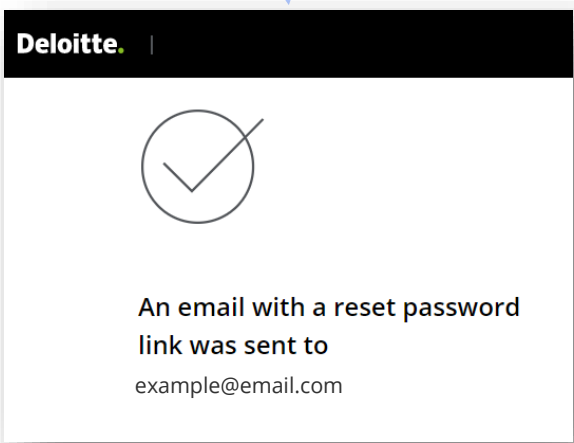 Deloitte.
An email with a reset password
link was sent to
example@email.com